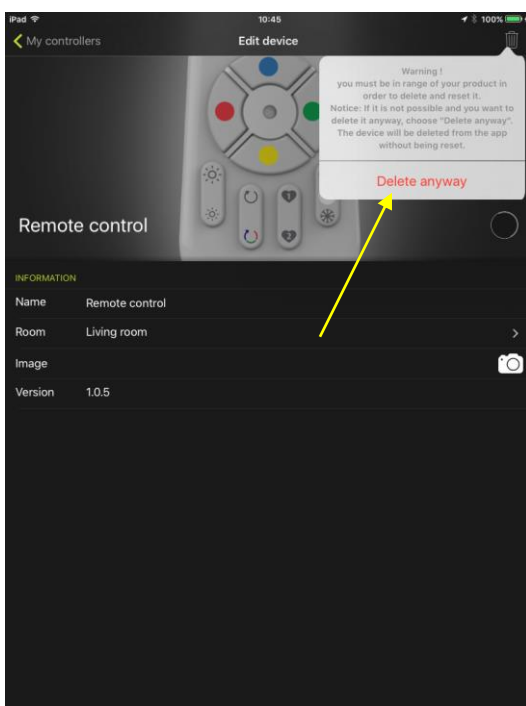 iPad 10:45 100%
My controllers Edit device
Warning !
you must be in range of your product in
order to delete and reset it.
Notice: If it is not possible and you want to
delete it anyway, choose "Delete anyway".
The device will be deleted from the app
without being reset.
Delete anyway
1
2
Remote control
INFORMATION
Name Remote control
Room Living room
Image
Version 1.0.5